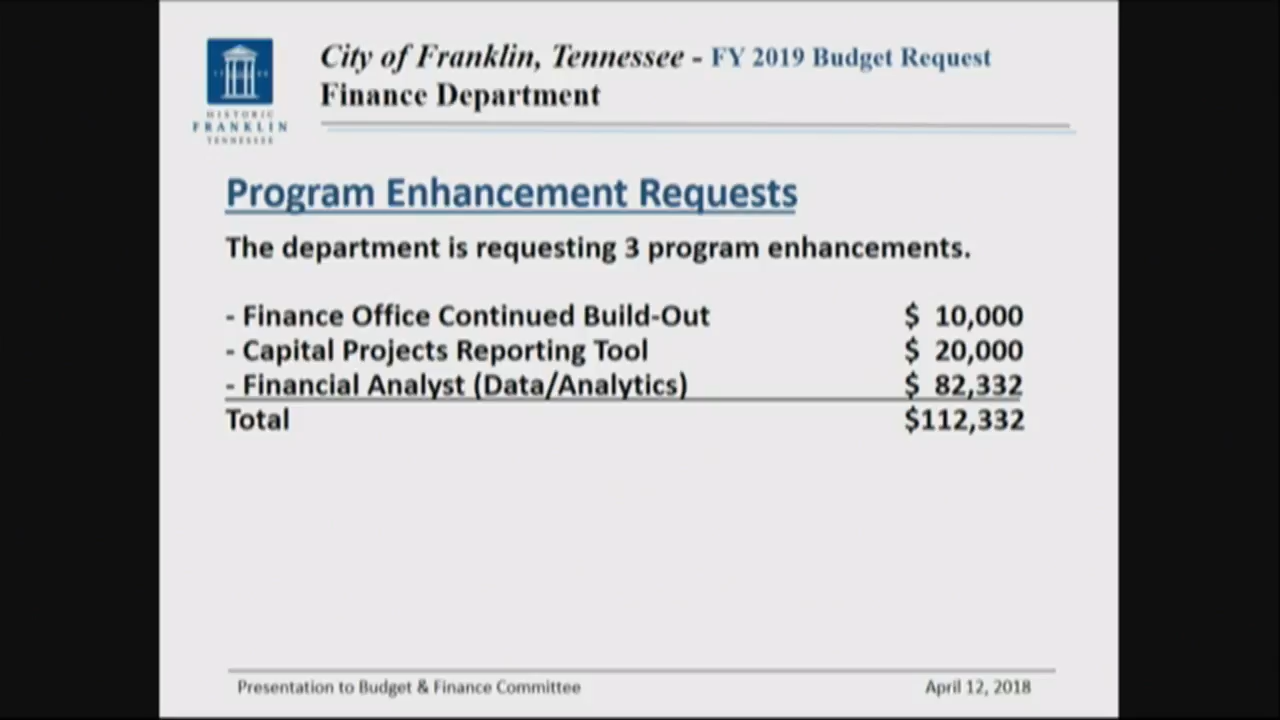 City of Franklin, Tennessee - FY 2019 Budget Request
Finance Department
HISTORIC
FRANKLIN
TENNESSEE
Program Enhancement Requests
The department is requesting 3 program enhancements.
- Finance Office Continued Build-Out $ 10,000
- Capital Projects Reporting Tool $ 20,000
- Financial Analyst (Data/Analytics) $ 82,332
Total $112,332
Presentation to Budget & Finance Committee April 12, 2018